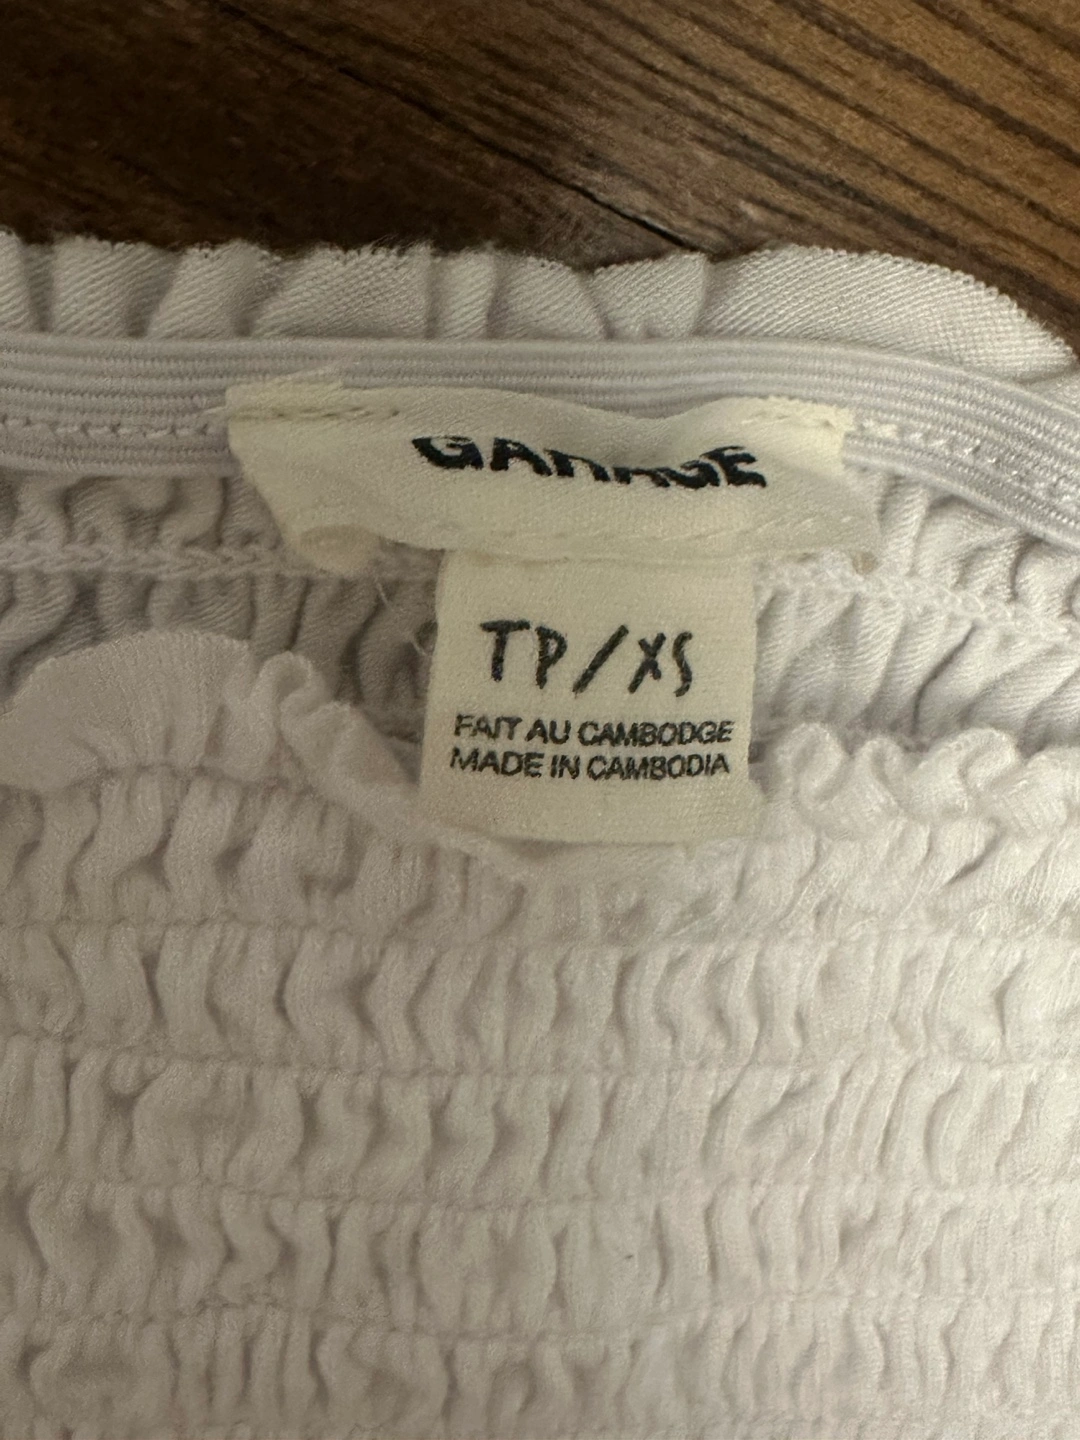 GARAGE
TP/XS
FAIT AU CAMBODGE
MADE IN CAMBODIA